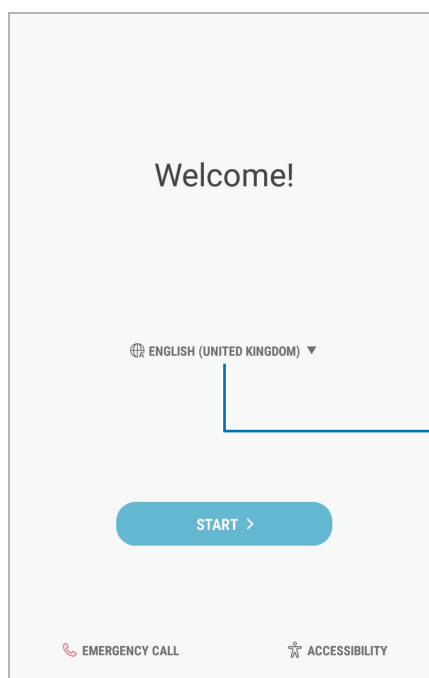 Welcome!
ENGLISH (UNITED KINGDOM)
START
EMERGENCY CALL
ACCESSIBILITY